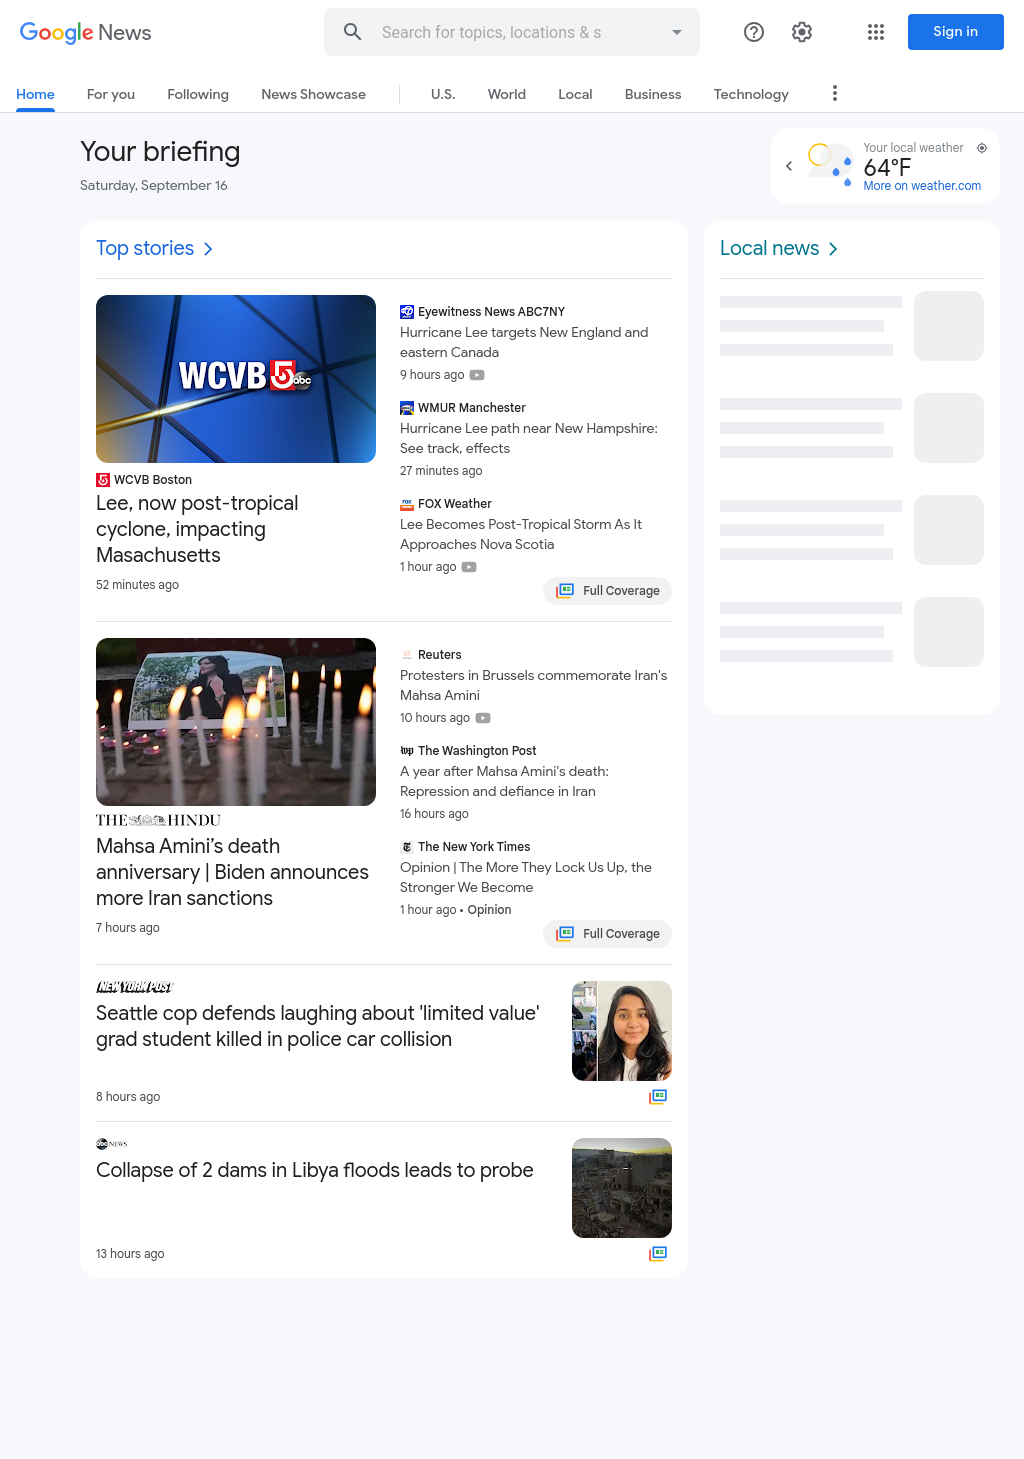 Google News
Search for topics, locations & s
Sign in
Home
For you
Following
News Showcase
U.S.
World
Local
Business
Technology
Your briefing
Saturday, September 16
Your local weather
64°F
More on weather.com
Top stories
WCVB 5 abc
WCVB Boston
Lee, now post-tropical
cyclone, impacting
Masachusetts
52 minutes ago
Eyewitness News ABC7NY
Hurricane Lee targets New England and
eastern Canada
9 hours ago
WMUR Manchester
Hurricane Lee path near New Hampshire:
See track, effects
27 minutes ago
FOX Weather
Lee Becomes Post-Tropical Storm As It
Approaches Nova Scotia
1 hour ago
Full Coverage
THE HINDU
Mahsa Amini’s death
anniversary | Biden announces
more Iran sanctions
7 hours ago
Reuters
Protesters in Brussels commemorate Iran's
Mahsa Amini
10 hours ago
wp The Washington Post
A year after Mahsa Amini's death:
Repression and defiance in Iran
16 hours ago
The New York Times
Opinion | The More They Lock Us Up, the
Stronger We Become
1 hour ago • Opinion
Full Coverage
NEW YORK POST
Seattle cop defends laughing about 'limited value'
grad student killed in police car collision
8 hours ago
abc NEWS
Collapse of 2 dams in Libya floods leads to probe
13 hours ago
Local news